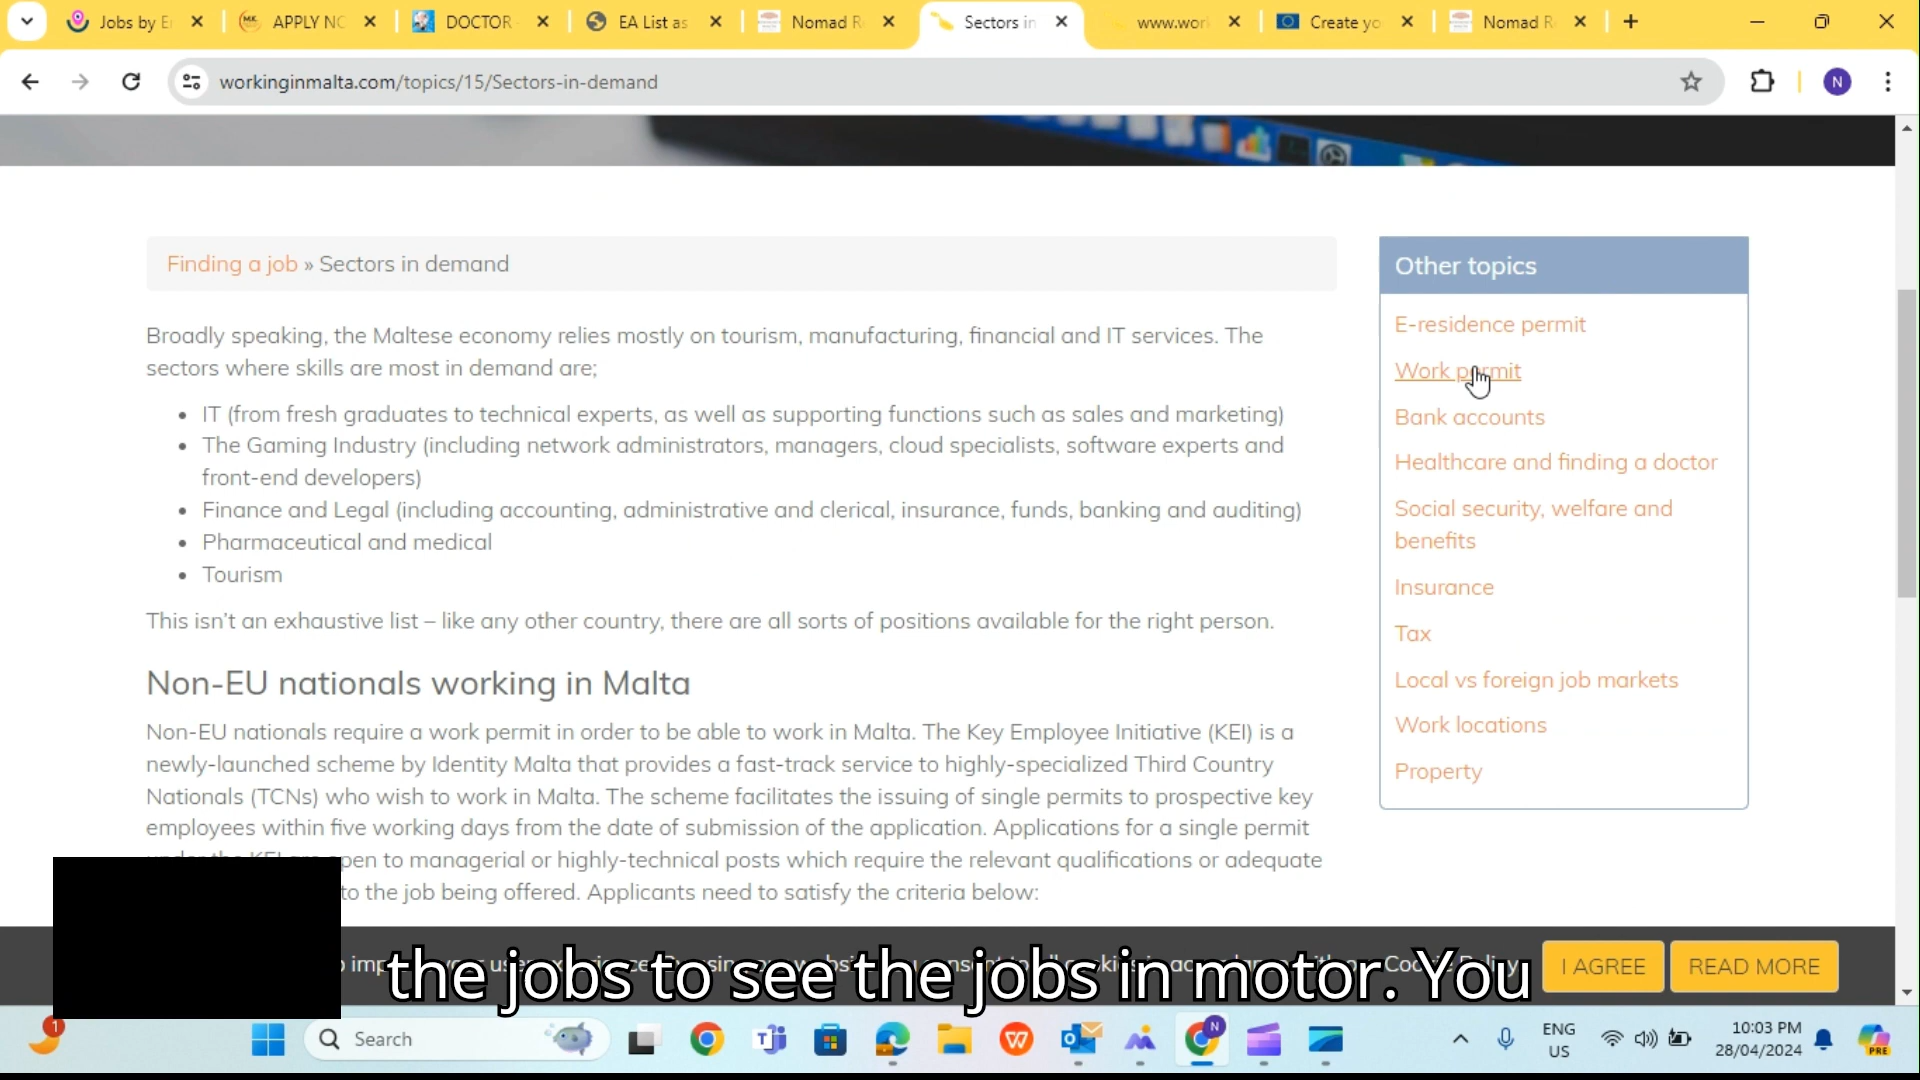 Jobs by E
APPLY NO
DOCTOR
EA List as
Nomad R
Sectors in
www.wor
Create yo
Nomad R
workinginmalta.com/topics/15/Sectors-in-demand
N
Finding a job » Sectors in demand
Broadly speaking, the Maltese economy relies mostly on tourism, manufacturing, financial and IT services. The
sectors where skills are most in demand are;
• IT (from fresh graduates to technical experts, as well as supporting functions such as sales and marketing)
• The Gaming Industry (including network administrators, managers, cloud specialists, software experts and
front-end developers)
• Finance and Legal (including accounting, administrative and clerical, insurance, funds, banking and auditing)
• Pharmaceutical and medical
• Tourism
This isn't an exhaustive list – like any other country, there are all sorts of positions available for the right person.
Non-EU nationals working in Malta
Non-EU nationals require a work permit in order to be able to work in Malta. The Key Employee Initiative (KEI) is a
newly-launched scheme by Identity Malta that provides a fast-track service to highly-specialized Third Country
Nationals (TCNs) who wish to work in Malta. The scheme facilitates the issuing of single permits to prospective key
employees within five working days from the date of submission of the application. Applications for a single permit
under the KEI are open to managerial or highly-technical posts which require the relevant qualifications or adequate
to the job being offered. Applicants need to satisfy the criteria below:
Other topics
E-residence permit
Work permit
Bank accounts
Healthcare and finding a doctor
Social security, welfare and
benefits
Insurance
Tax
Local vs foreign job markets
Work locations
Property
the jobs to see the jobs in motor. You
I AGREE
READ MORE
1
Search
N
ENG
US
10:03 PM
28/04/2024
PRE